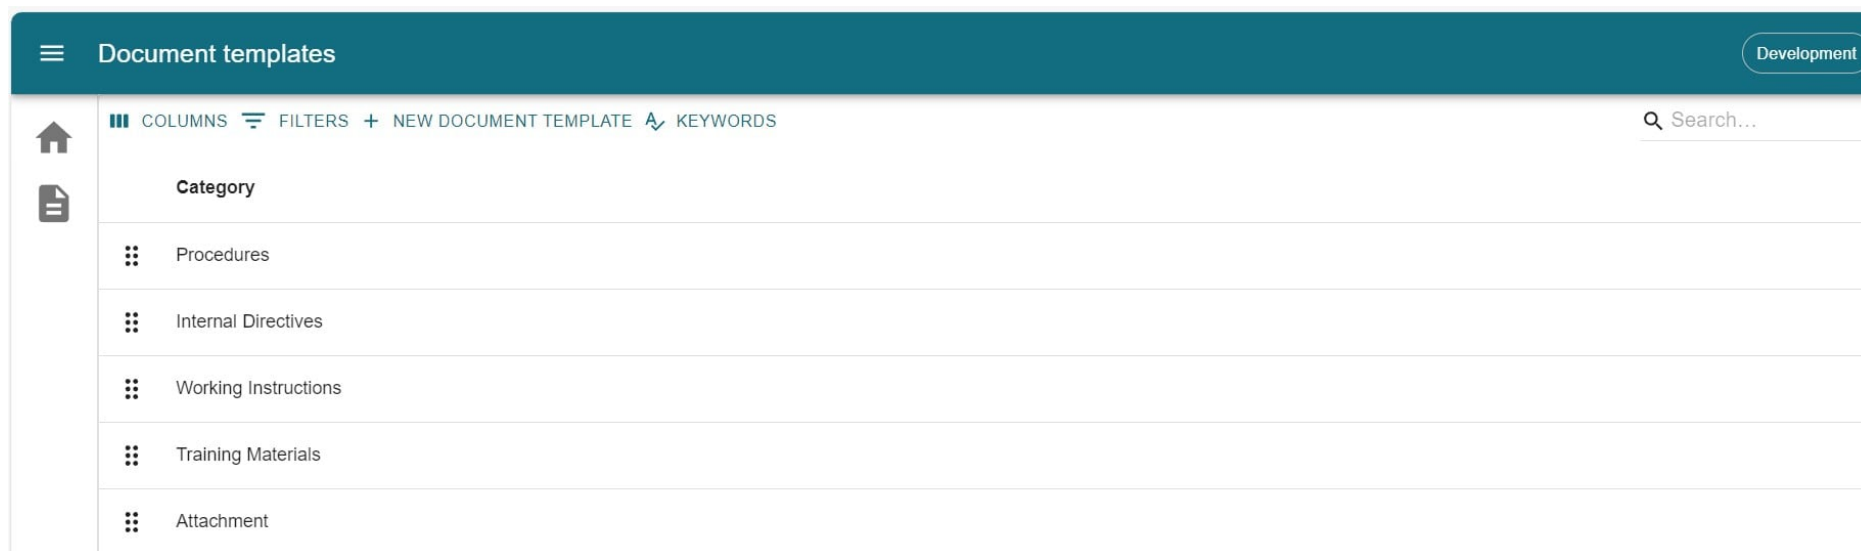 Document templates
Development
COLUMNS FILTERS + NEW DOCUMENT TEMPLATE KEYWORDS
Search...
Category
Procedures
Internal Directives
Working Instructions
Training Materials
Attachment